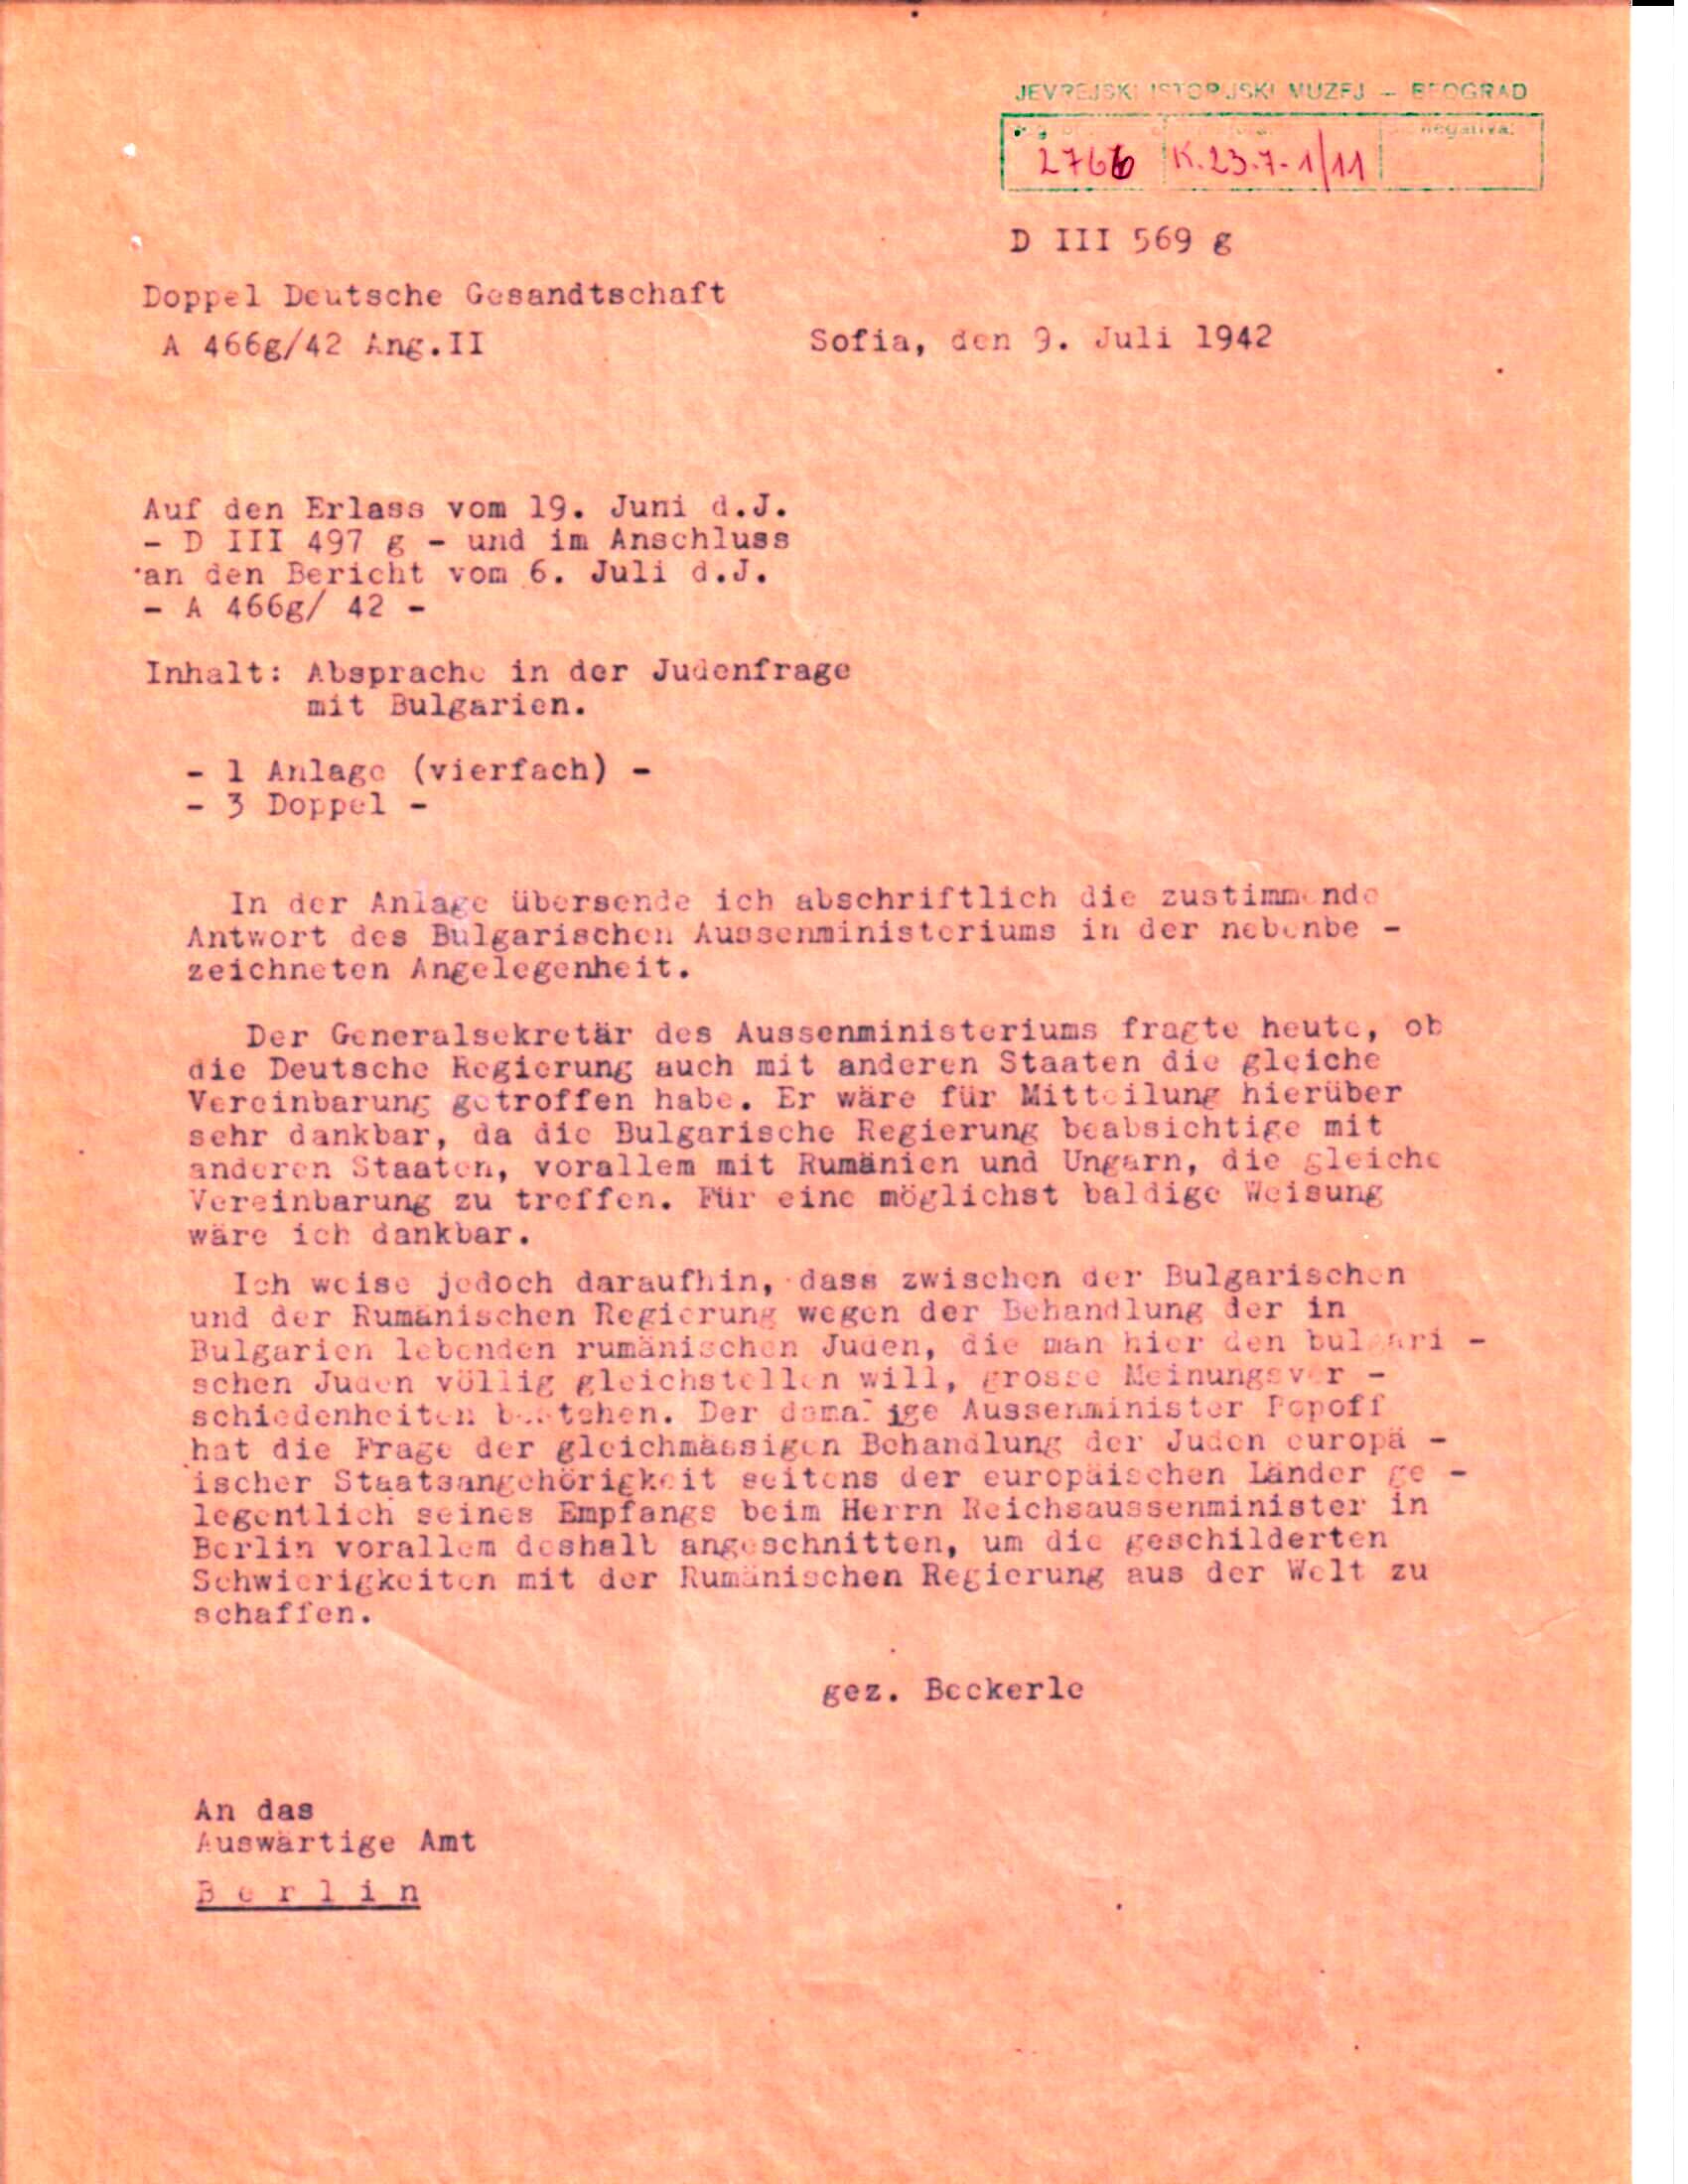 JEVREJSKI ISTORIJSKI MUZEJ — BEOGRAD
negativa:
2766 K.23.7-1/11
D III 569 g
Doppel Deutsche Gesandtschaft
A 466g/42 Ang.II
Sofia, den 9. Juli 1942
Auf den Erlass vom 19. Juni d.J.
- D III 497 g - und im Anschluss
an den Bericht vom 6. Juli d.J.
- A 466g/ 42 -
Inhalt: Absprache in der Judenfrage
mit Bulgarien.
- 1 Anlage (vierfach) -
- 3 Doppel -
In der Anlage übersende ich abschriftlich die zustimmende
Antwort des Bulgarischen Aussenministeriums in der nebenbe -
zeichneten Angelegenheit.
Der Generalsekretär des Aussenministeriums fragte heute, ob
die Deutsche Regierung auch mit anderen Staaten die gleiche
Vereinbarung getroffen habe. Er wäre für Mitteilung hierüber
sehr dankbar, da die Bulgarische Regierung beabsichtige mit
anderen Staaten, vorallem mit Rumänien und Ungarn, die gleiche
Vereinbarung zu treffen. Für eine möglichst baldige Weisung
wäre ich dankbar.
Ich weise jedoch daraufhin, dass zwischen der Bulgarischen
und der Rumänischen Regierung wegen der Behandlung der in
Bulgarien lebenden rumänischen Juden, die man hier den bulgari -
schen Juden völlig gleichstellen will, grosse Meinungsver -
schiedenheiten bestehen. Der damalige Aussenminister Popoff
hat die Frage der gleichmässigen Behandlung der Juden europä -
ischer Staatsangehörigkeit seitens der europäischen Länder ge -
legentlich seines Empfangs beim Herrn Reichsaussenminister in
Berlin vorallem deshalb angeschnitten, um die geschilderten
Schwierigkeiten mit der Rumänischen Regierung aus der Welt zu
schaffen.
gez. Beckerle
An das
Auswärtige Amt
B e r l i n